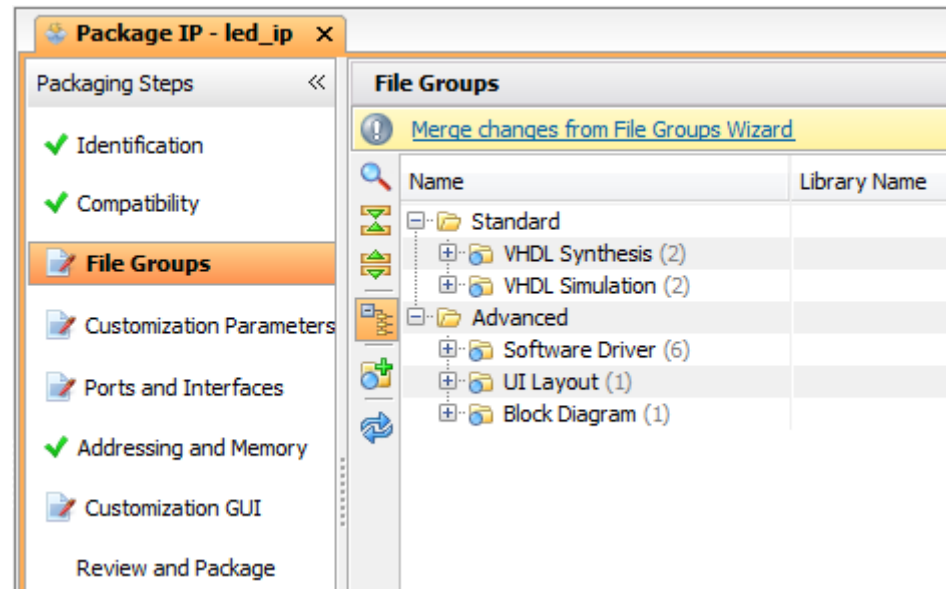 Package IP - led_ip X
Packaging Steps «
Identification
Compatibility
File Groups
Customization Parameters
Ports and Interfaces
Addressing and Memory
Customization GUI
Review and Package
File Groups
Merge changes from File Groups Wizard
Name Library Name
Standard
VHDL Synthesis (2)
VHDL Simulation (2)
Advanced
Software Driver (6)
UI Layout (1)
Block Diagram (1)